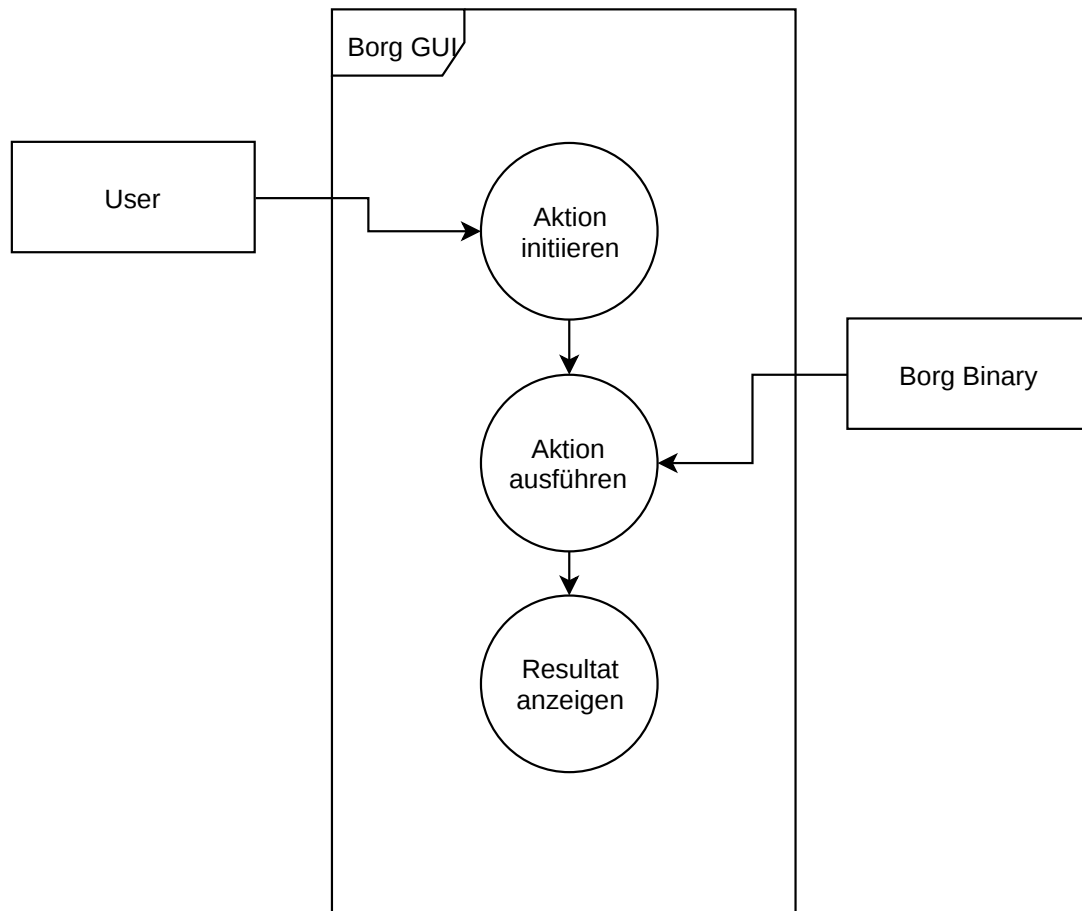 Borg GUI
User
Aktion
initiieren
Borg Binary
Aktion
ausführen
Resultat
anzeigen